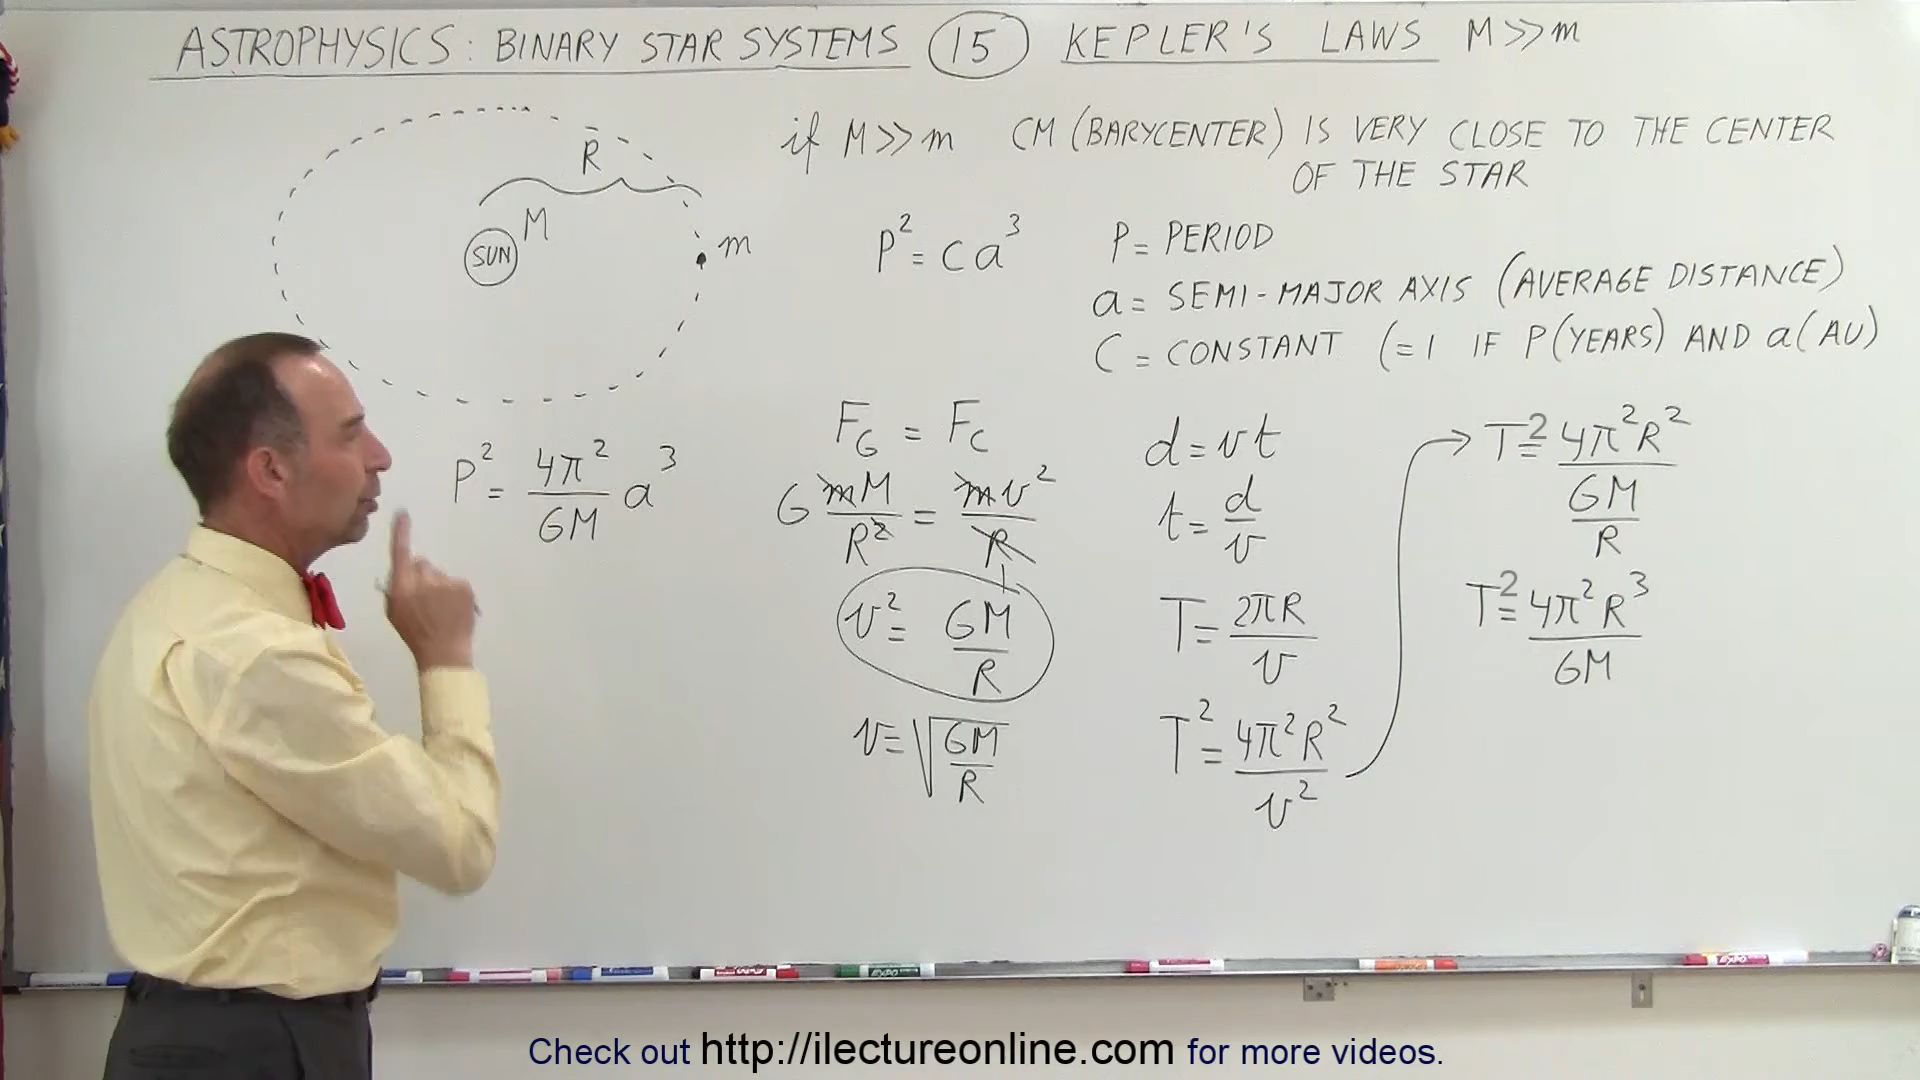 ASTROPHYSICS: BINARY STAR SYSTEMS 15 KEPLER'S LAWS M>>m
R
M
SUN
m
if M>>m CM (BARYCENTER) IS VERY CLOSE TO THE CENTER
OF THE STAR
P² = Ca³
P = PERIOD
a = SEMI-MAJOR AXIS (AVERAGE DISTANCE)
C = CONSTANT (=1 IF P(YEARS) AND a(AU)
P² = 4π²/GM a³
F_G = F_C
G mM/R² = mv²/R
1
v² = GM/R
v = √(GM/R)
d = vt
t = d/v
T = 2πR/v
T² = 4π²R²/v²
T² = 4π²R²/(GM/R)
T² = 4π²R³/GM
EXPO
EXPO
Check out http://ilectureonline.com for more videos.